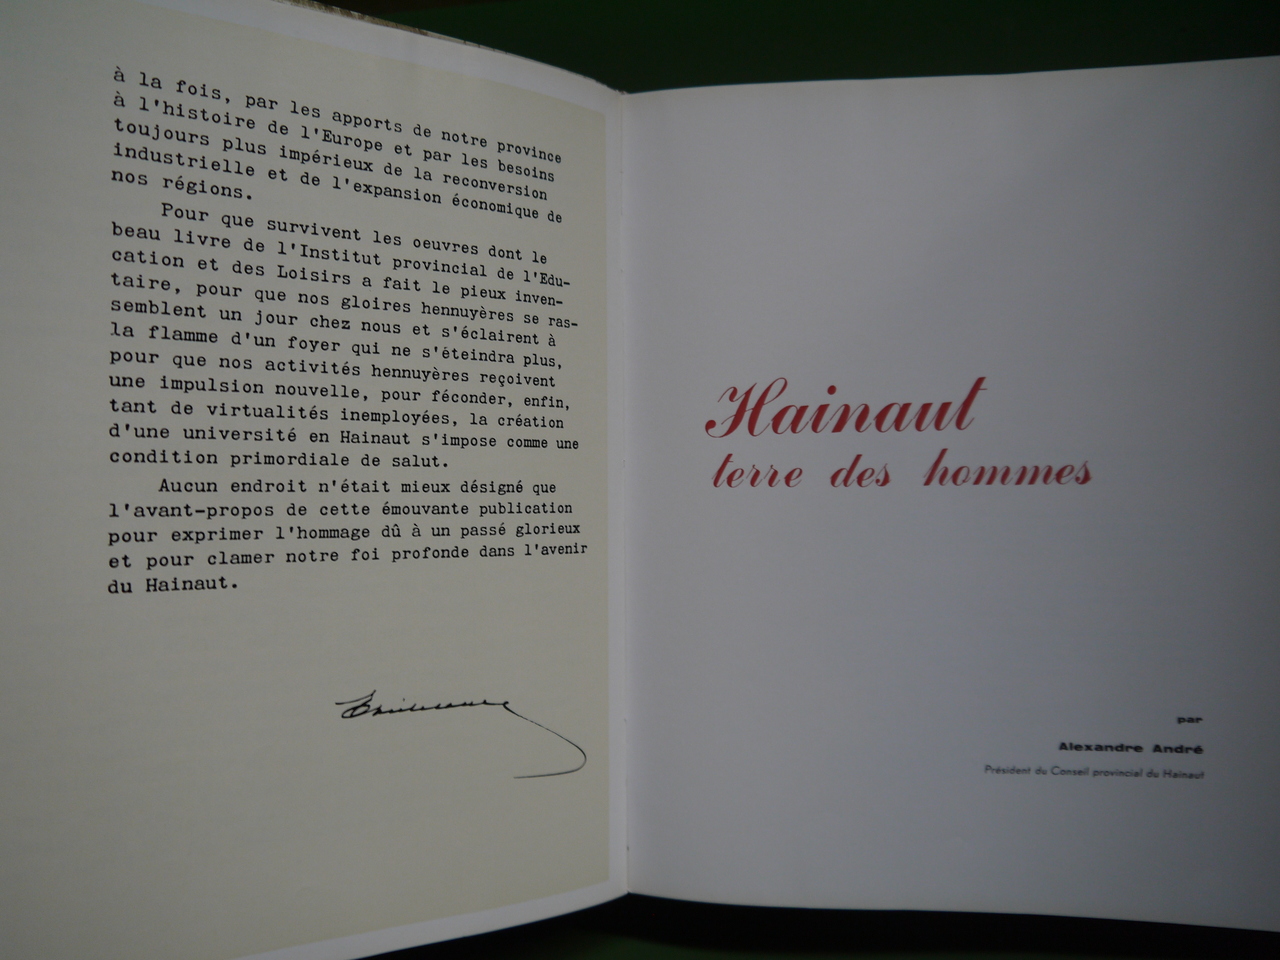 à la fois, par les apports de notre province
à l'histoire de l'Europe et par les besoins
toujours plus impérieux de la reconversion
industrielle et de l'expansion économique de
nos régions.
Pour que survivent les oeuvres dont le
beau livre de l'Institut provincial de l'Edu-
cation et des Loisirs a fait le pieux inven-
taire, pour que nos gloires hennuyères se ras-
semblent un jour chez nous et s'éclairent à
la flamme d'un foyer qui ne s'éteindra plus,
pour que nos activités hennuyères reçoivent
une impulsion nouvelle, pour féconder, enfin,
tant de virtualités inemployées, la création
d'une université en Hainaut s'impose comme une
condition primordiale de salut.
Aucun endroit n'était mieux désigné que
l'avant-propos de cette émouvante publication
pour exprimer l'hommage dû à un passé glorieux
et pour clamer notre foi profonde dans l'avenir
du Hainaut.
Hainaut
terre des hommes
par
Alexandre André
Président du Conseil provincial du Hainaut